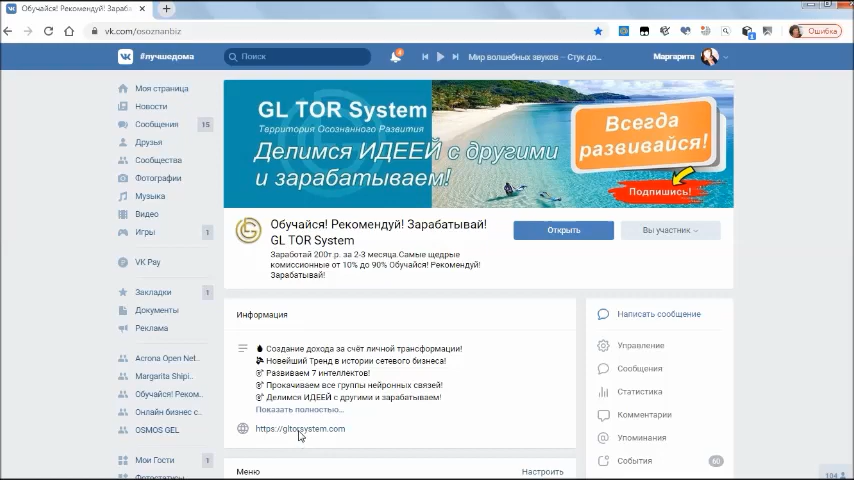 Обучайся! Рекомендуй! Зараба
vk.com/osoznanbiz
Ошибка
#лучшедома
Поиск
4
Мир волшебных звуков – Стук до...
Маргарита
Моя страница
Новости
Сообщения
15
Друзья
Сообщества
Фотографии
Музыка
Видео
Игры
1
VK Pay
Закладки
1
Документы
Реклама
Acrona Open Net..
Margarita Shipi..
Обучайся! Реком..
Онлайн бизнес с..
OSMOS GEL
Мои Гости
1
Фотостатус
GL TOR System
Территория Осознанного Развития
Делимся ИДЕЕЙ с другими
и зарабатываем!
Всегда
развивайся!
Подпишись!
Обучайся! Рекомендуй! Зарабатывай!
GL TOR System
Заработай 200т.р. за 2-3 месяца.Самые щедрые
комиссионные от 10% до 90% Обучайся! Рекомендуй!
Зарабатывай!
Открыть
Вы участник
Информация
Создание дохода за счёт личной трансформации!
Новейший Тренд в истории сетевого бизнеса!
Развиваем 7 интеллектов!
Прокачиваем все группы нейронных связей!
Делимся ИДЕЕЙ с другими и зарабатываем!
Показать полностью...
https://gltorsystem.com
Меню
Настроить
Написать сообщение
Управление
Сообщения
Статистика
Комментарии
Упоминания
События
60
104